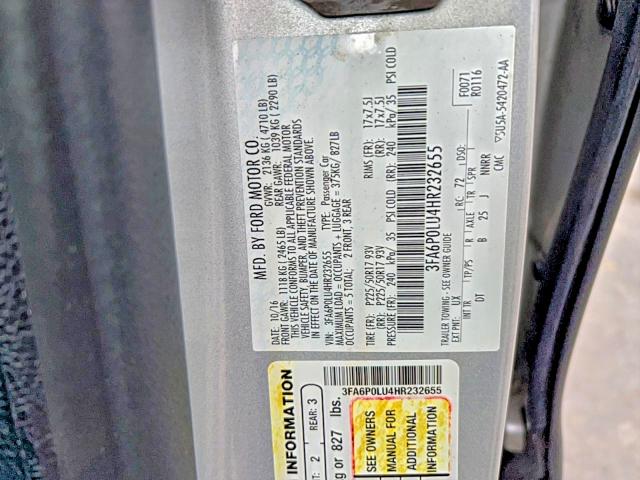 MFD. BY FORD MOTOR CO.
DATE: 10/16 GVWR: 2136 KG ( 4710 LB)
FRONT GAWR: 1118 KG ( 2465 LB) REAR GAWR: 1039 KG ( 2290 LB)
THIS VEHICLE CONFORMS TO ALL APPLICABLE FEDERAL MOTOR
VEHICLE SAFETY, BUMPER, AND THEFT PREVENTION STANDARDS
IN EFFECT ON THE DATE OF MANUFACTURE SHOWN ABOVE.
VIN: 3FA6P0LU4HR232655 TYPE: Passenger Car
MAXIMUM LOAD = OCCUPANTS + LUGGAGE = 375KG/ 827LB
OCCUPANTS = 5 TOTAL: 2 FRONT, 3 REAR
TIRE (FR): P225/50R17 93V RIMS (FR): 17x7.5J
(RR): P225/50R17 93V (RR): 17x7.5J
PRESSURE (FR): 240 kPa/ 35 PSI COLD (RR): 240 kPa/ 35 PSI COLD
3FA6P0LU4HR232655
TRAILER TOWING - SEE OWNER GUIDE F0071
EXT PNT: UX RC: 72 DSO: R0116
INT TR TP/PS R AXLE TR SPR
DT B 25 J NNRR
CMC 5U5A-5420472-AA
3FA6P0LU4HR232655
INFORMATION
2 REAR: 3
or 827 lbs.
SEE OWNERS
MANUAL FOR
ADDITIONAL
INFORMATION